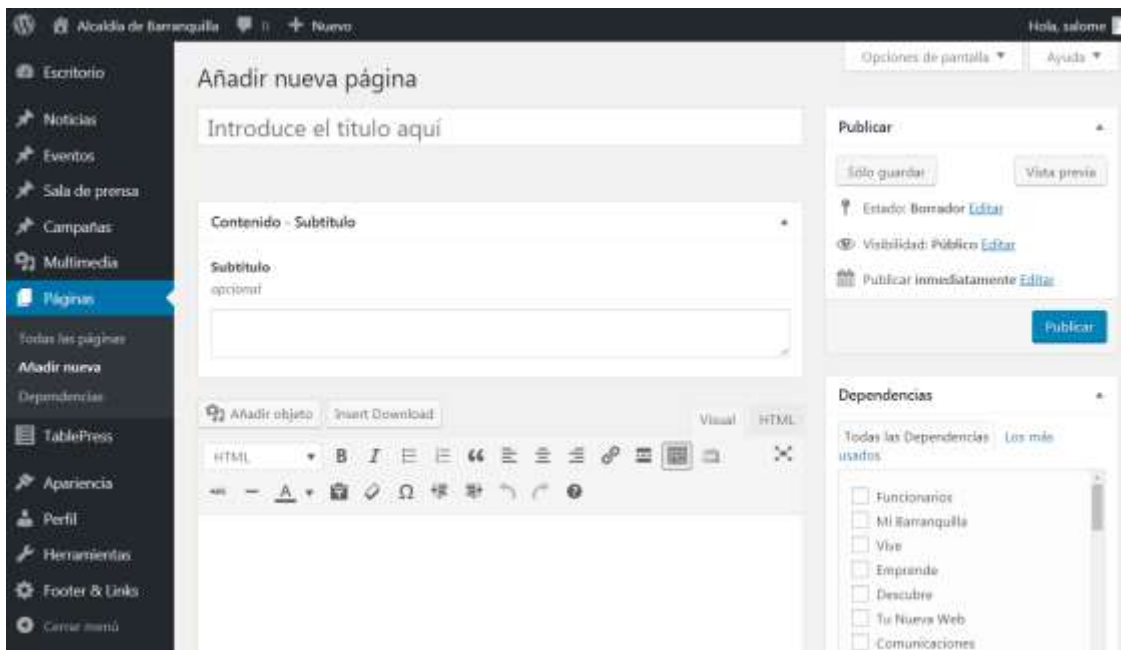 Alcaldía de Barranquilla 0 + Nuevo Hola, salome
Escritorio
Noticias
Eventos
Sala de prensa
Campañas
Multimedia
Páginas
Todas las páginas
Añadir nueva
Dependencias
TablePress
Apariencia
Perfil
Herramientas
Footer & Links
Cerrar menú
Opciones de pantalla Ayuda
Añadir nueva página
Introduce el título aquí
Contenido - Subtítulo
Subtítulo
opcional
Añadir objeto Insert Download
Visual HTML
HTML
Publicar
Sólo guardar Vista previa
Estado: Borrador Editar
Visibilidad: Público Editar
Publicar inmediatamente Editar
Publicar
Dependencias
Todas las Dependencias Los más
usados
Funcionarios
Mi Barranquilla
Vive
Emprende
Descubre
Tu Nueva Web
Comunicaciones